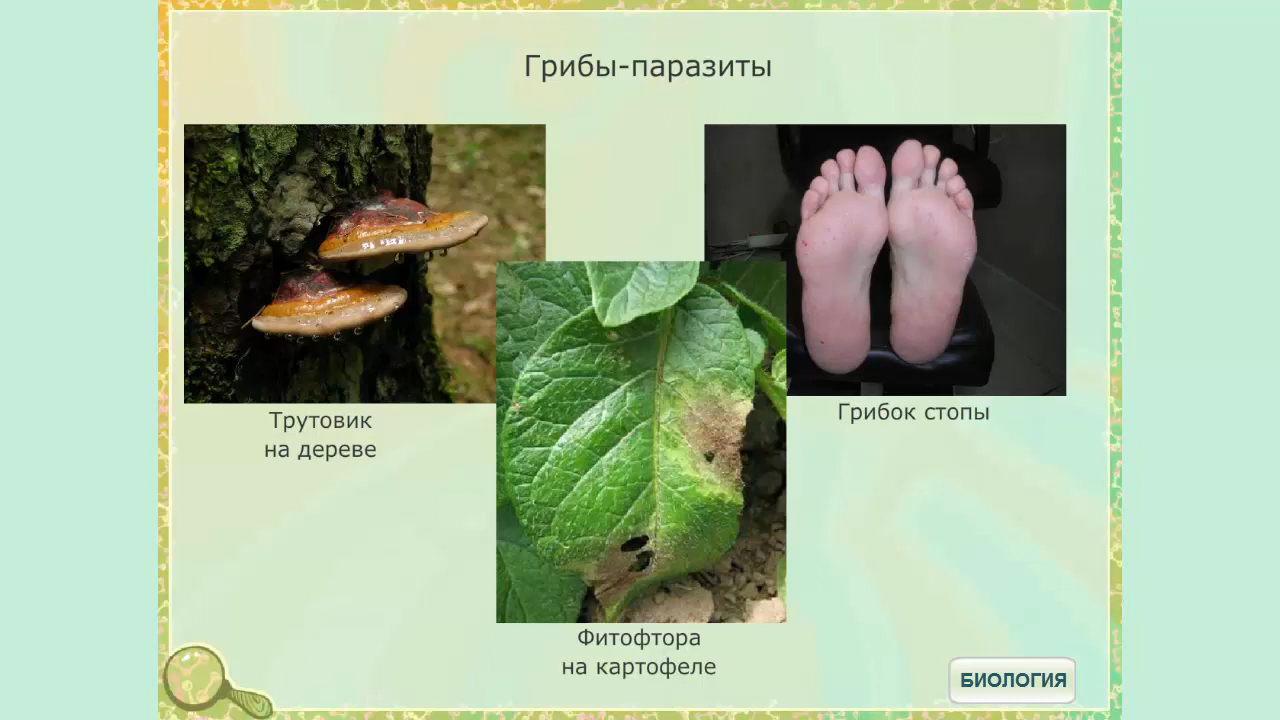 Грибы-паразиты
Трутовик
на дереве
Грибок стопы
Фитофтора
на картофеле
БИОЛОГИЯ